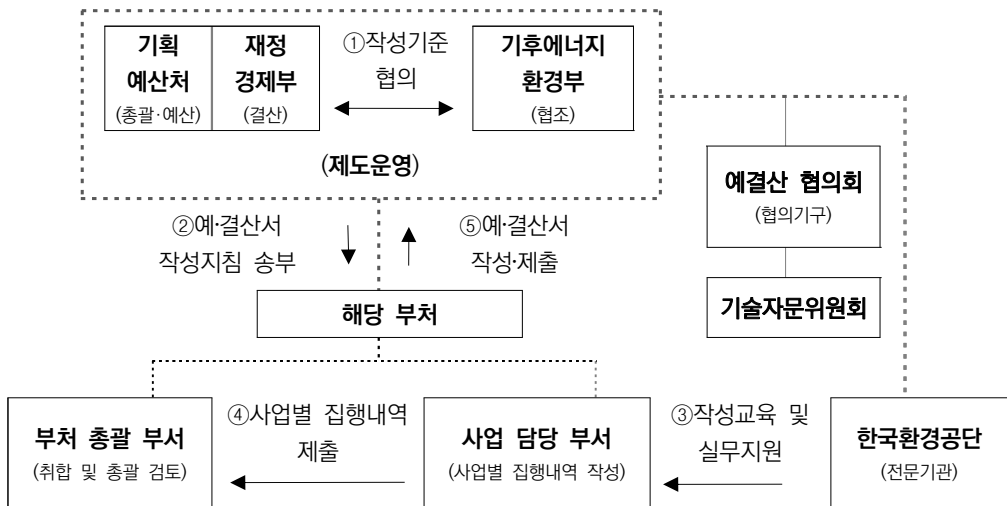 기획
예산처
(총괄·예산)
재정
경제부
(결산)
①작성기준
협의
기후에너지
환경부
(협조)
(제도운영)
예결산 협의회
(협의기구)
기술자문위원회
②예·결산서
작성지침 송부
⑤예·결산서
작성·제출
해당 부처
부처 총괄 부서
(취합 및 총괄 검토)
④사업별 집행내역
제출
사업 담당 부서
(사업별 집행내역 작성)
③작성교육 및
실무지원
한국환경공단
(전문기관)